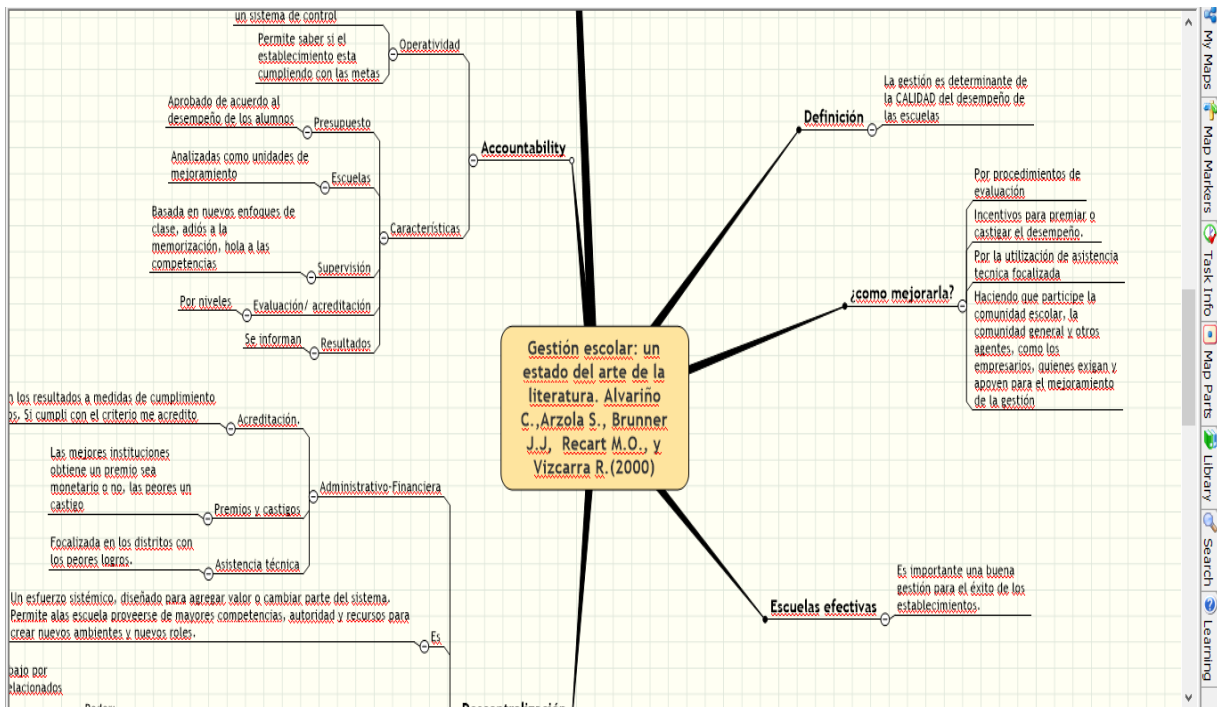 un sistema de control
Permite saber si el
establecimiento esta
cumpliendo con las metas
Operatividad
Aprobado de acuerdo al
desempeño de los alumnos
Presupuesto
Analizadas como unidades de
mejoramiento
Escuelas
Basada en nuevos enfoques de
clase, adiós a la
memorización, hola a las
competencias
Supervisión
Por niveles
Evaluación/ acreditación
Se informan
Resultados
Características
Accountability
los resultados a medidas de cumplimiento
Si cumpli con el criterio me acredito
Acreditación.
Las mejores instituciones
obtiene un premio sea
monetario o no, las peores un
castigo
Premios y castigos
Focalizada en los distritos con
los peores logros.
Asistencia técnica
Administrativo-Financiera
Un esfuerzo sistémico, diseñado para agregar valor o cambiar parte del sistema.
Permite alas escuela proveerse de mayores competencias, autoridad y recursos para
crear nuevos ambientes y nuevos roles.
Es
por
Descentralización
Gestión escolar: un
estado del arte de la
literatura. Alvariño
C.,Arzola S., Brunner
J.J, Recart M.O., y
Vizcarra R.(2000)
Definición
La gestión es determinante de
la CALIDAD del desempeño de
las escuelas
¿como mejorarla?
Por procedimientos de
evaluación
Incentivos para premiar o
castigar el desempeño.
Por la utilización de asistencia
tecnica focalizada
Haciendo que participe la
comunidad escolar, la
comunidad general y otros
agentes, como los
empresarios, quienes exigan y
apoyen para el mejoramiento
de la gestión
Escuelas efectivas
Es importante una buena
gestión para el éxito de los
establecimientos.
My Maps
Map Markers
Task Info
Map Parts
Library
Search
Learning